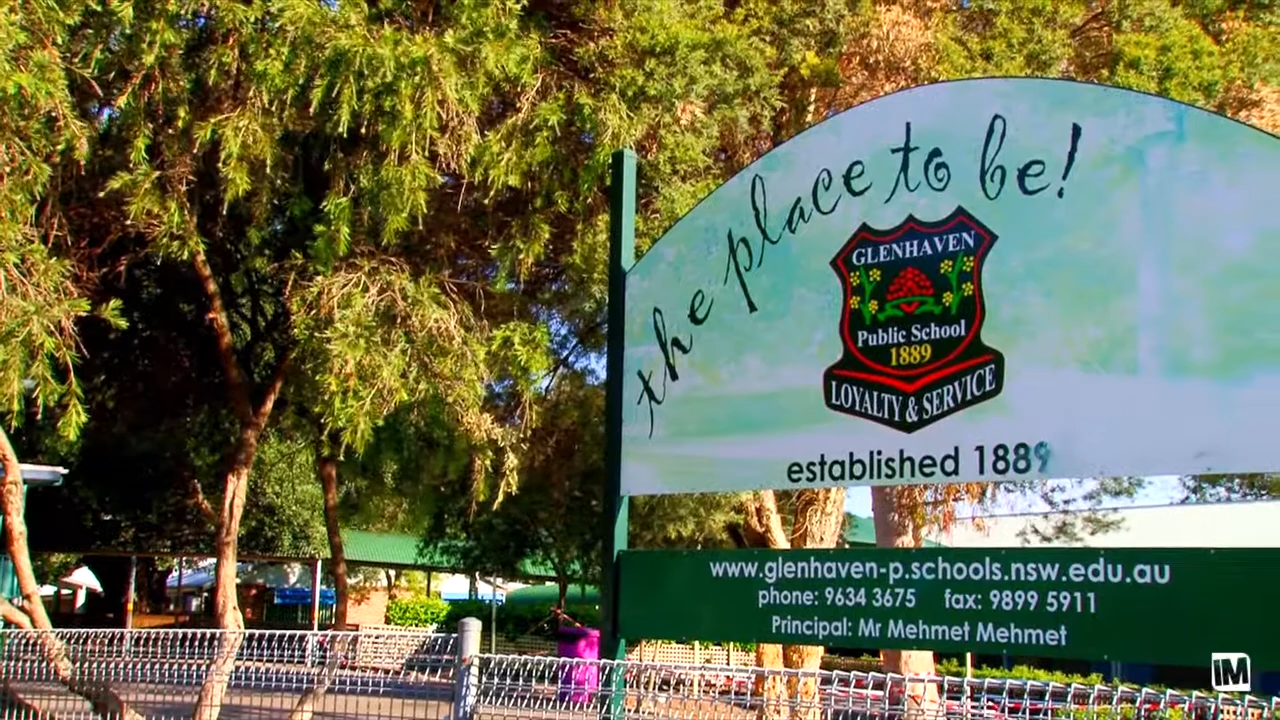 the place to be!
GLENHAVEN
Public School
1889
LOYALTY & SERVICE
established 1889
www.glenhaven-p.schools.nsw.edu.au
phone: 9634 3675 fax: 9899 5911
Principal: Mr Mehmet Mehmet
IM